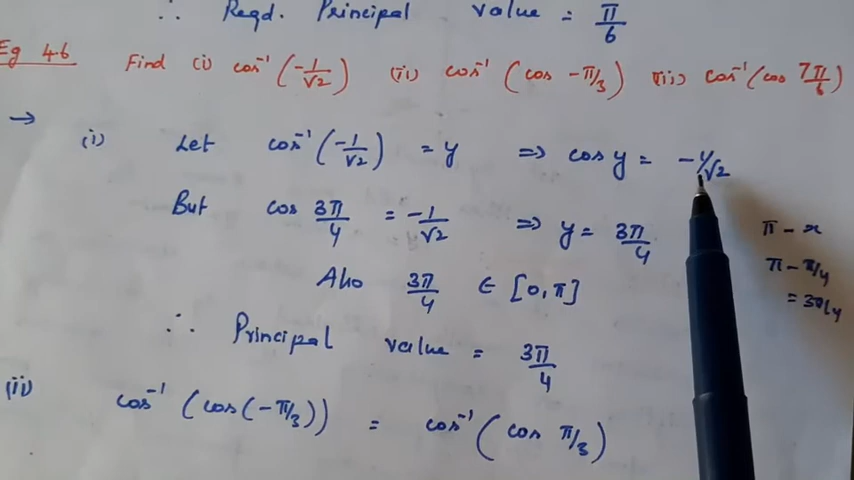 ∴ Reqd. Principal value = π/6
Eg 4.6 Find (i) cos⁻¹(-1/√2) (ii) cos⁻¹(cos -π/3) (iii) cos⁻¹(cos 7π/6)
→ (i) Let cos⁻¹(-1/√2) = y ⇒ cos y = -1/√2
But cos 3π/4 = -1/√2 ⇒ y = 3π/4
π - x
π - π/4
= 3π/4
Also 3π/4 ∈ [0, π]
∴ Principal value = 3π/4
(ii) cos⁻¹(cos(-π/3)) = cos⁻¹(cos π/3)